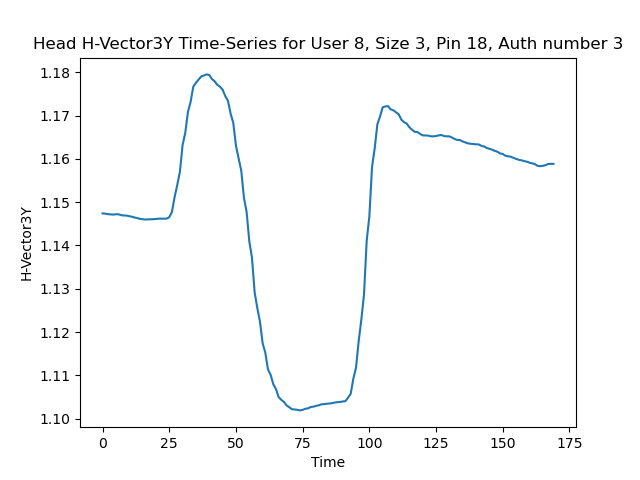 Head H-Vector3Y Time-Series for User 8, Size 3, Pin 18, Auth number 3
1.18
1.17
1.16
1.15
1.14
1.13
1.12
1.11
1.10
H-Vector3Y
0 25 50 75 100 125 150 175
Time